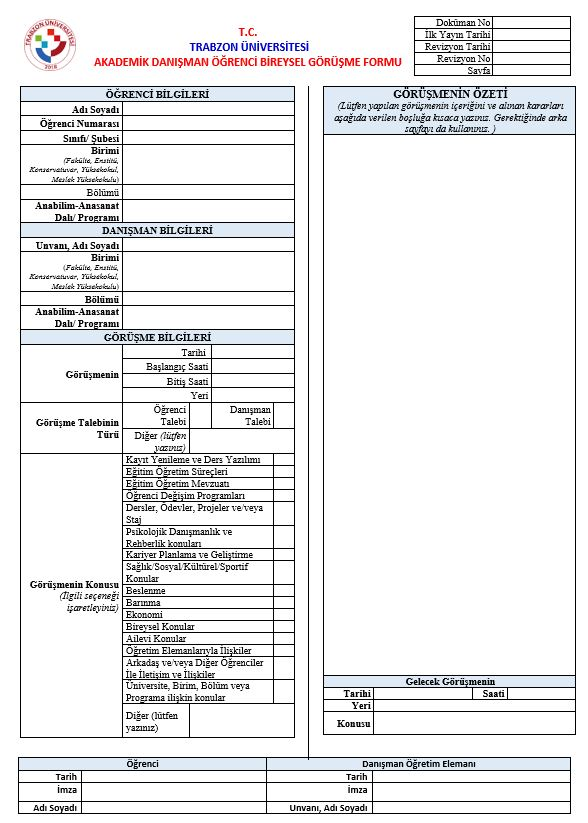 TRABZON ÜNİVERSİTESİ
2018
T.C.
TRABZON ÜNİVERSİTESİ
AKADEMİK DANIŞMAN ÖĞRENCİ BİREYSEL GÖRÜŞME FORMU
Doküman No
İlk Yayın Tarihi
Revizyon Tarihi
Revizyon No
Sayfa
ÖĞRENCİ BİLGİLERİ
Adı Soyadı
Öğrenci Numarası
Sınıfı/ Şubesi
Birimi
(Fakülte, Enstitü,
Konservatuvar, Yüksekokul,
Meslek Yüksekokulu)
Bölümü
Anabilim-Anasanat
Dalı/ Programı
DANIŞMAN BİLGİLERİ
Unvanı, Adı Soyadı
Birimi
(Fakülte, Enstitü,
Konservatuvar, Yüksekokul,
Meslek Yüksekokulu)
Bölümü
Anabilim-Anasanat
Dalı/ Programı
GÖRÜŞME BİLGİLERİ
Görüşmenin
Tarihi
Başlangıç Saati
Bitiş Saati
Yeri
Görüşme Talebinin
Türü
Öğrenci
Talebi
Danışman
Talebi
Diğer (lütfen
yazınız)
Görüşmenin Konusu
(İlgili seçeneği
işaretleyiniz)
Kayıt Yenileme ve Ders Yazılımı
Eğitim Öğretim Süreçleri
Eğitim Öğretim Mevzuatı
Öğrenci Değişim Programları
Dersler, Ödevler, Projeler ve/veya
Staj
Psikolojik Danışmanlık ve
Rehberlik konuları
Kariyer Planlama ve Geliştirme
Sağlık/Sosyal/Kültürel/Sportif
Konular
Beslenme
Barınma
Ekonomi
Bireysel Konular
Ailevi Konular
Öğretim Elemanlarıyla İlişkiler
Arkadaş ve/veya Diğer Öğrenciler
İle İletişim ve İlişkiler
Üniversite, Birim, Bölüm veya
Programa ilişkin konular
Diğer (lütfen
yazınız)
GÖRÜŞMENİN ÖZETİ
(Lütfen yapılan görüşmenin içeriğini ve alınan kararları
aşağıda verilen boşluğa kısaca yazınız. Gerektiğinde arka
sayfayı da kullanınız. )
Gelecek Görüşmenin
Tarihi
Saati
Yeri
Konusu
Öğrenci
Danışman Öğretim Elemanı
Tarih
Tarih
İmza
İmza
Adı Soyadı
Unvanı, Adı Soyadı